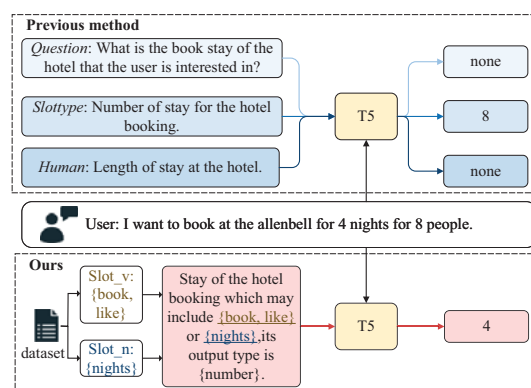 Previous method
Question: What is the book stay of the
hotel that the user is interested in?
none
Slottype: Number of stay for the hotel
booking.
T5
8
Human: Length of stay at the hotel.
none
User: I want to book at the allenbell for 4 nights for 8 people.
Ours
dataset
Slot_v:
{book,
like}
Slot_n:
{nights}
Stay of the hotel
booking which may
include {book, like}
or {nights},its
output type is
{number}.
T5
4